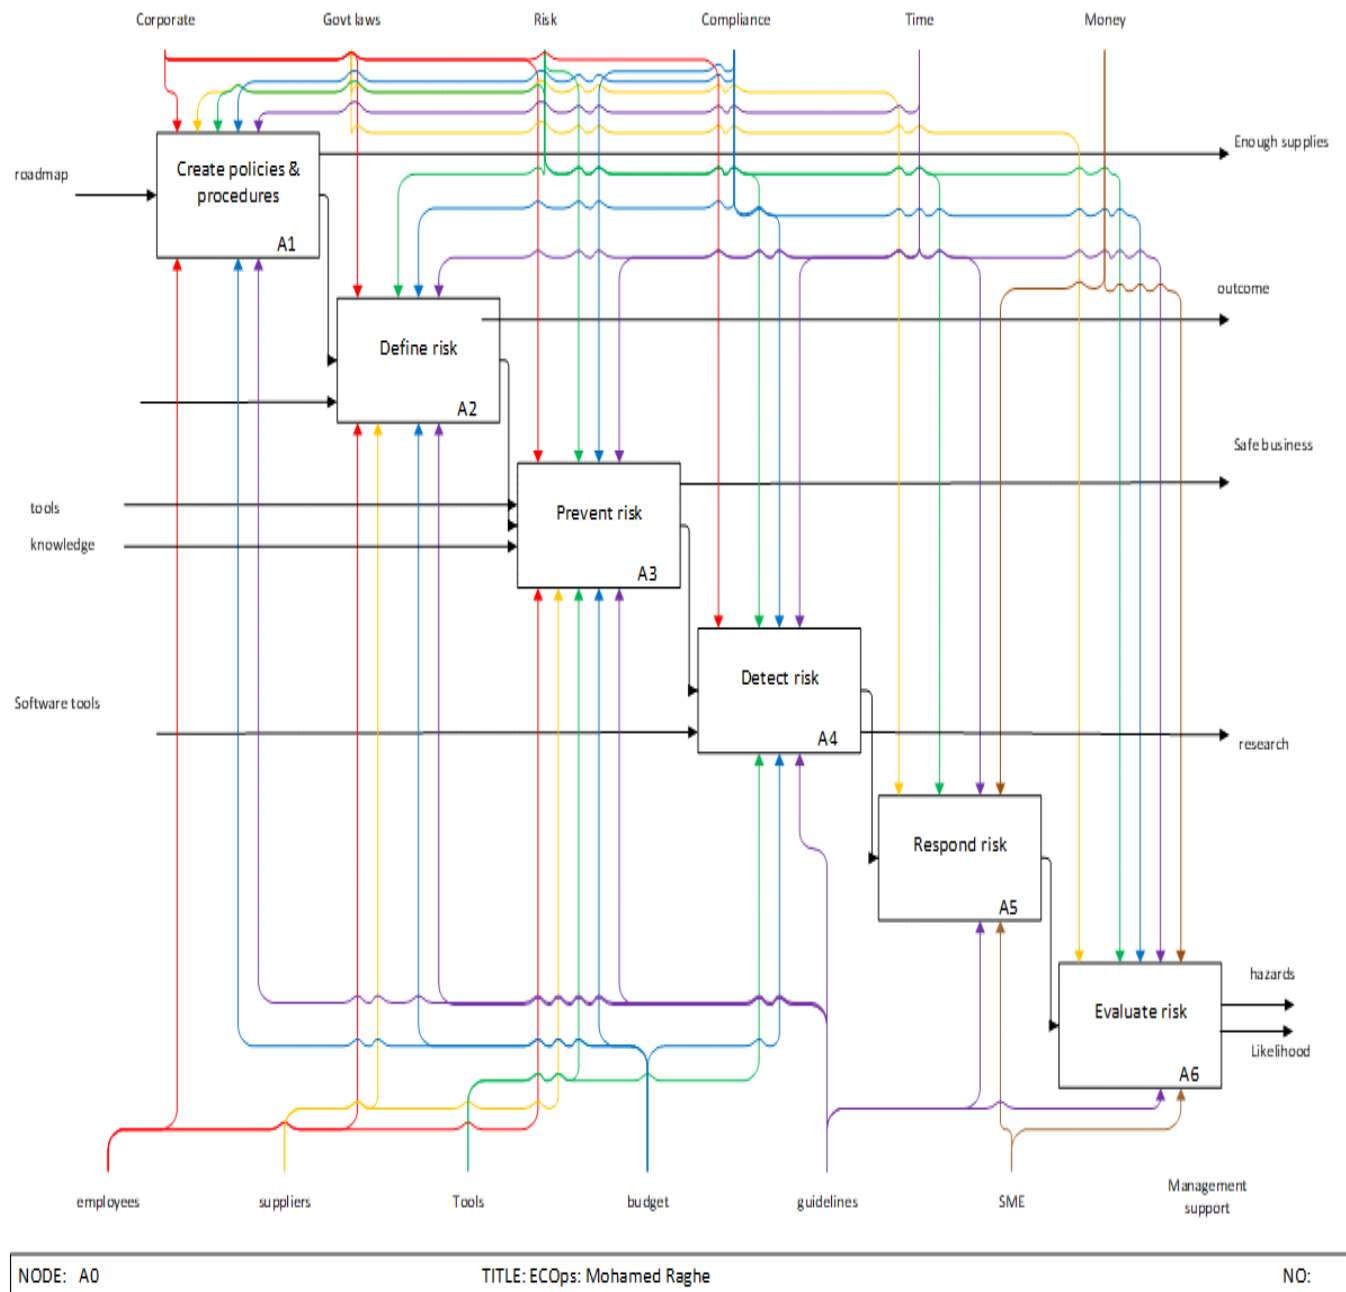 Corporate
Govt laws
Risk
Compliance
Time
Money
Create policies &
procedures
A1
roadmap
Enough supplies
Define risk
A2
outcome
Prevent risk
A3
tools
knowledge
Safe business
Detect risk
A4
Software tools
research
Respond risk
A5
Evaluate risk
A6
hazards
Likelihood
employees
suppliers
Tools
budget
guidelines
SME
Management
support
NODE: A0
TITLE: ECOps: Mohamed Raghe
NO: